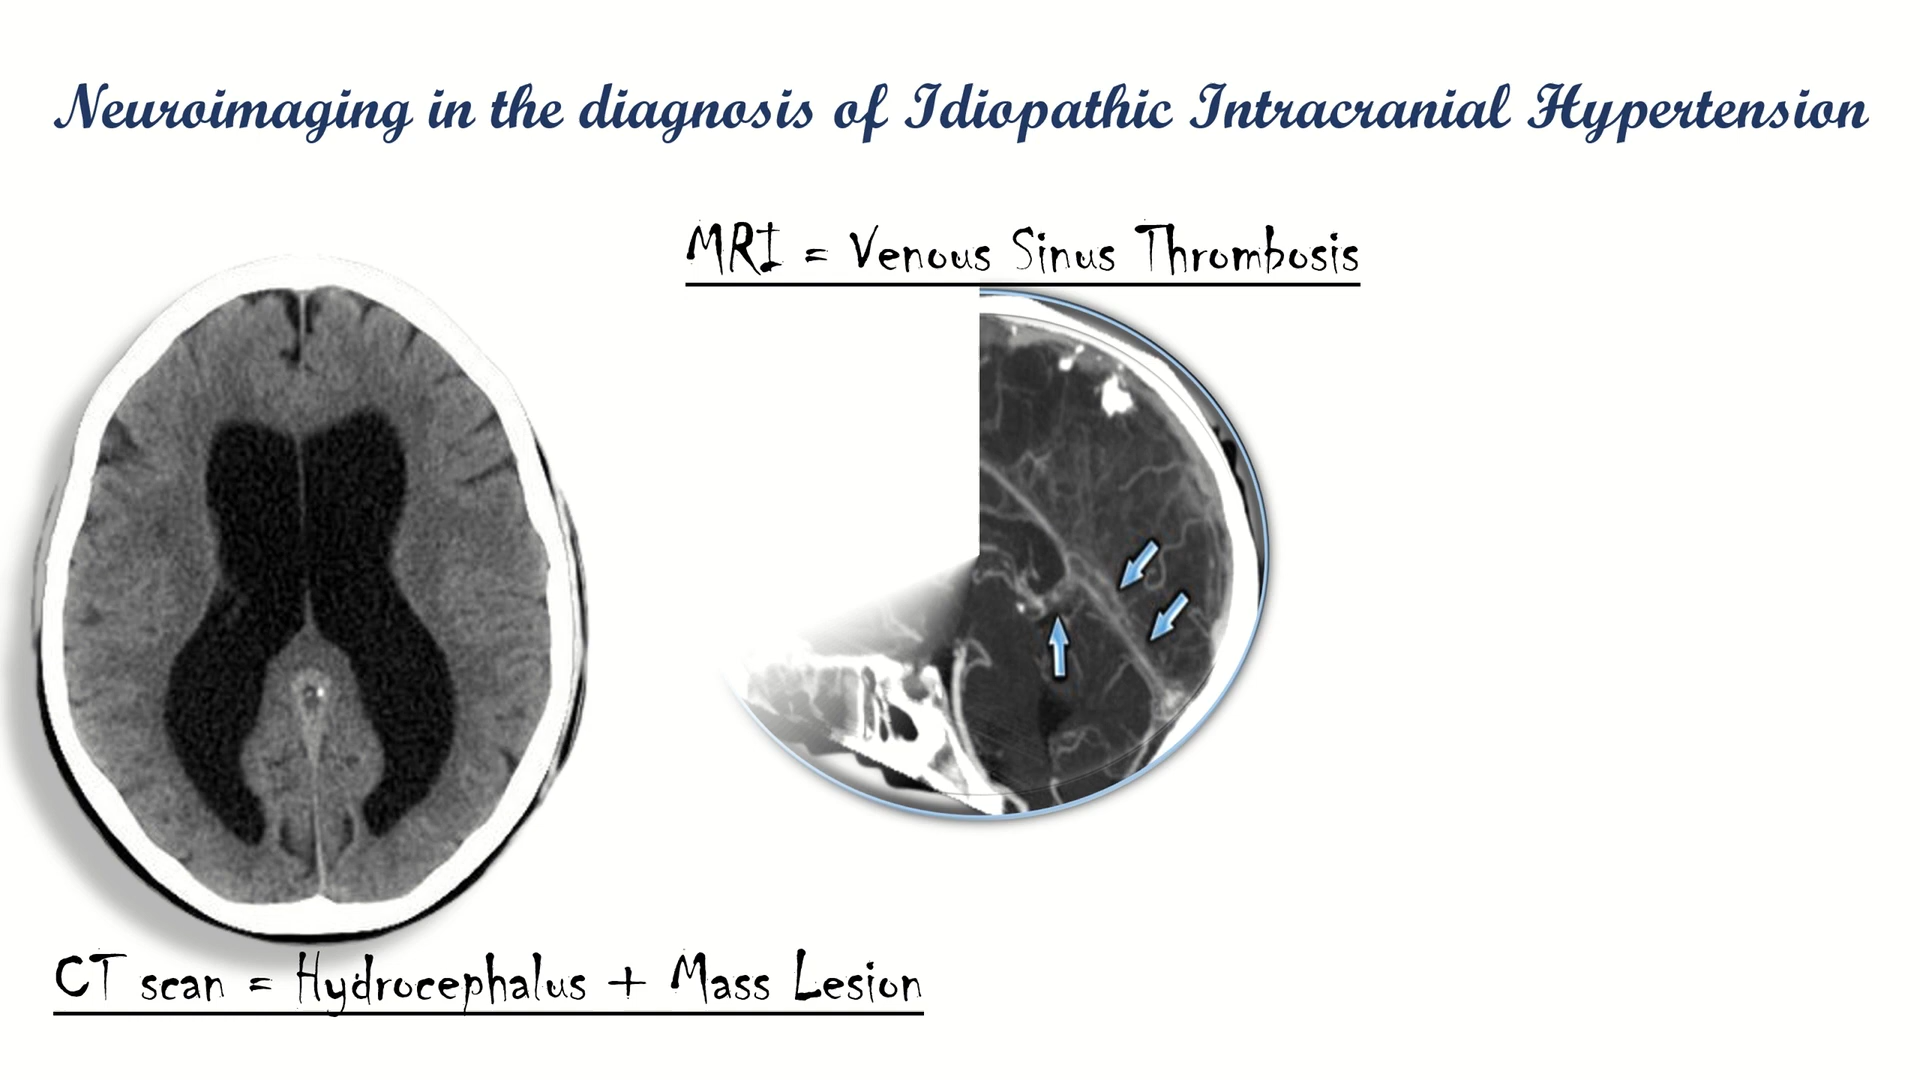 Neuroimaging in the diagnosis of Idiopathic Intracranial Hypertension
MRI = Venous Sinus Thrombosis
CT scan = Hydrocephalus + Mass Lesion